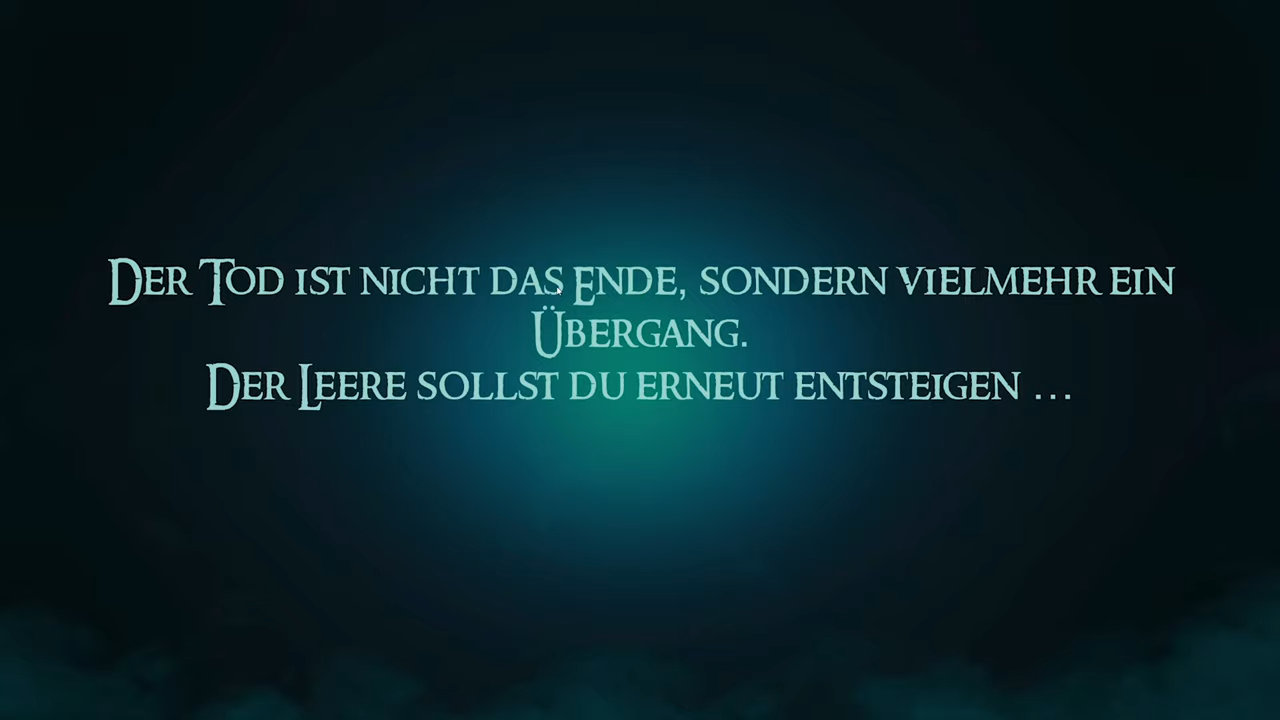 Der Tod ist nicht das Ende, sondern vielmehr ein
Übergang.
Der Leere sollst du erneut entsteigen …